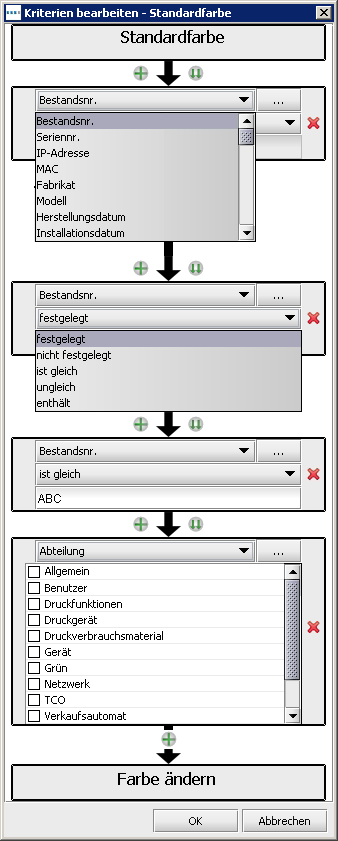 Kriterien bearbeiten - Standardfarbe
Standardfarbe
Bestandsnr.
...
Bestandsnr.
Seriennr.
IP-Adresse
MAC
Fabrikat
Modell
Herstellungsdatum
Installationsdatum
Bestandsnr.
...
festgelegt
festgelegt
nicht festgelegt
ist gleich
ungleich
enthält
Bestandsnr.
...
ist gleich
ABC
Abteilung
...
Allgemein
Benutzer
Druckfunktionen
Druckgerät
Druckverbrauchsmaterial
Gerät
Grün
Netzwerk
TCO
Verkaufsautomat
Farbe ändern
OK
Abbrechen